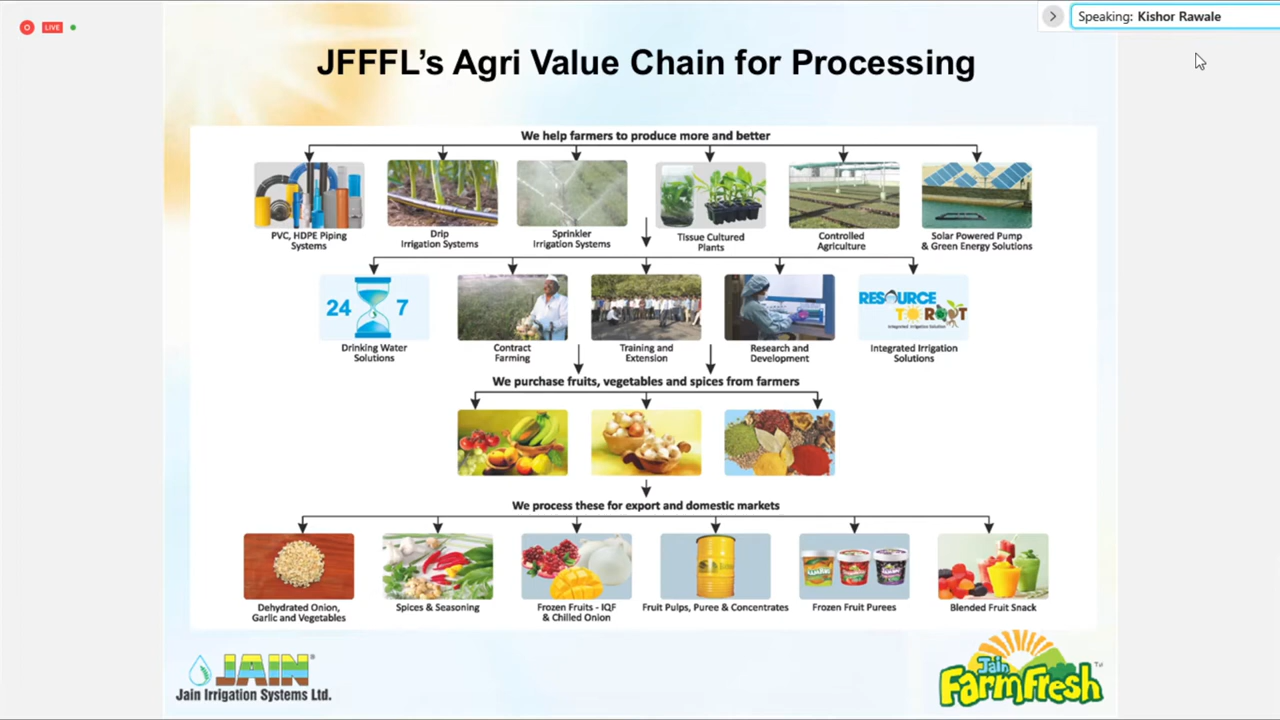 LIVE
Speaking: Kishor Rawale
JFFFL’s Agri Value Chain for Processing
We help farmers to produce more and better
PVC, HDPE Piping
Systems
Drip
Irrigation Systems
Sprinkler
Irrigation Systems
Tissue Cultured
Plants
Controlled
Agriculture
Solar Powered Pump
& Green Energy Solutions
24 7
RESOURCE
TO ROOT
Integrated Irrigation Solution
Drinking Water
Solutions
Contract
Farming
Training and
Extension
Research and
Development
Integrated Irrigation
Solutions
We purchase fruits, vegetables and spices from farmers
We process these for export and domestic markets
Dehydrated Onion,
Garlic and Vegetables
Spices & Seasoning
Frozen Fruits - IQF
& Chilled Onion
Fruit Pulps, Puree & Concentrates
Frozen Fruit Purees
Blended Fruit Snack
JAIN®
Jain Irrigation Systems Ltd.
Jain
FarmFresh™